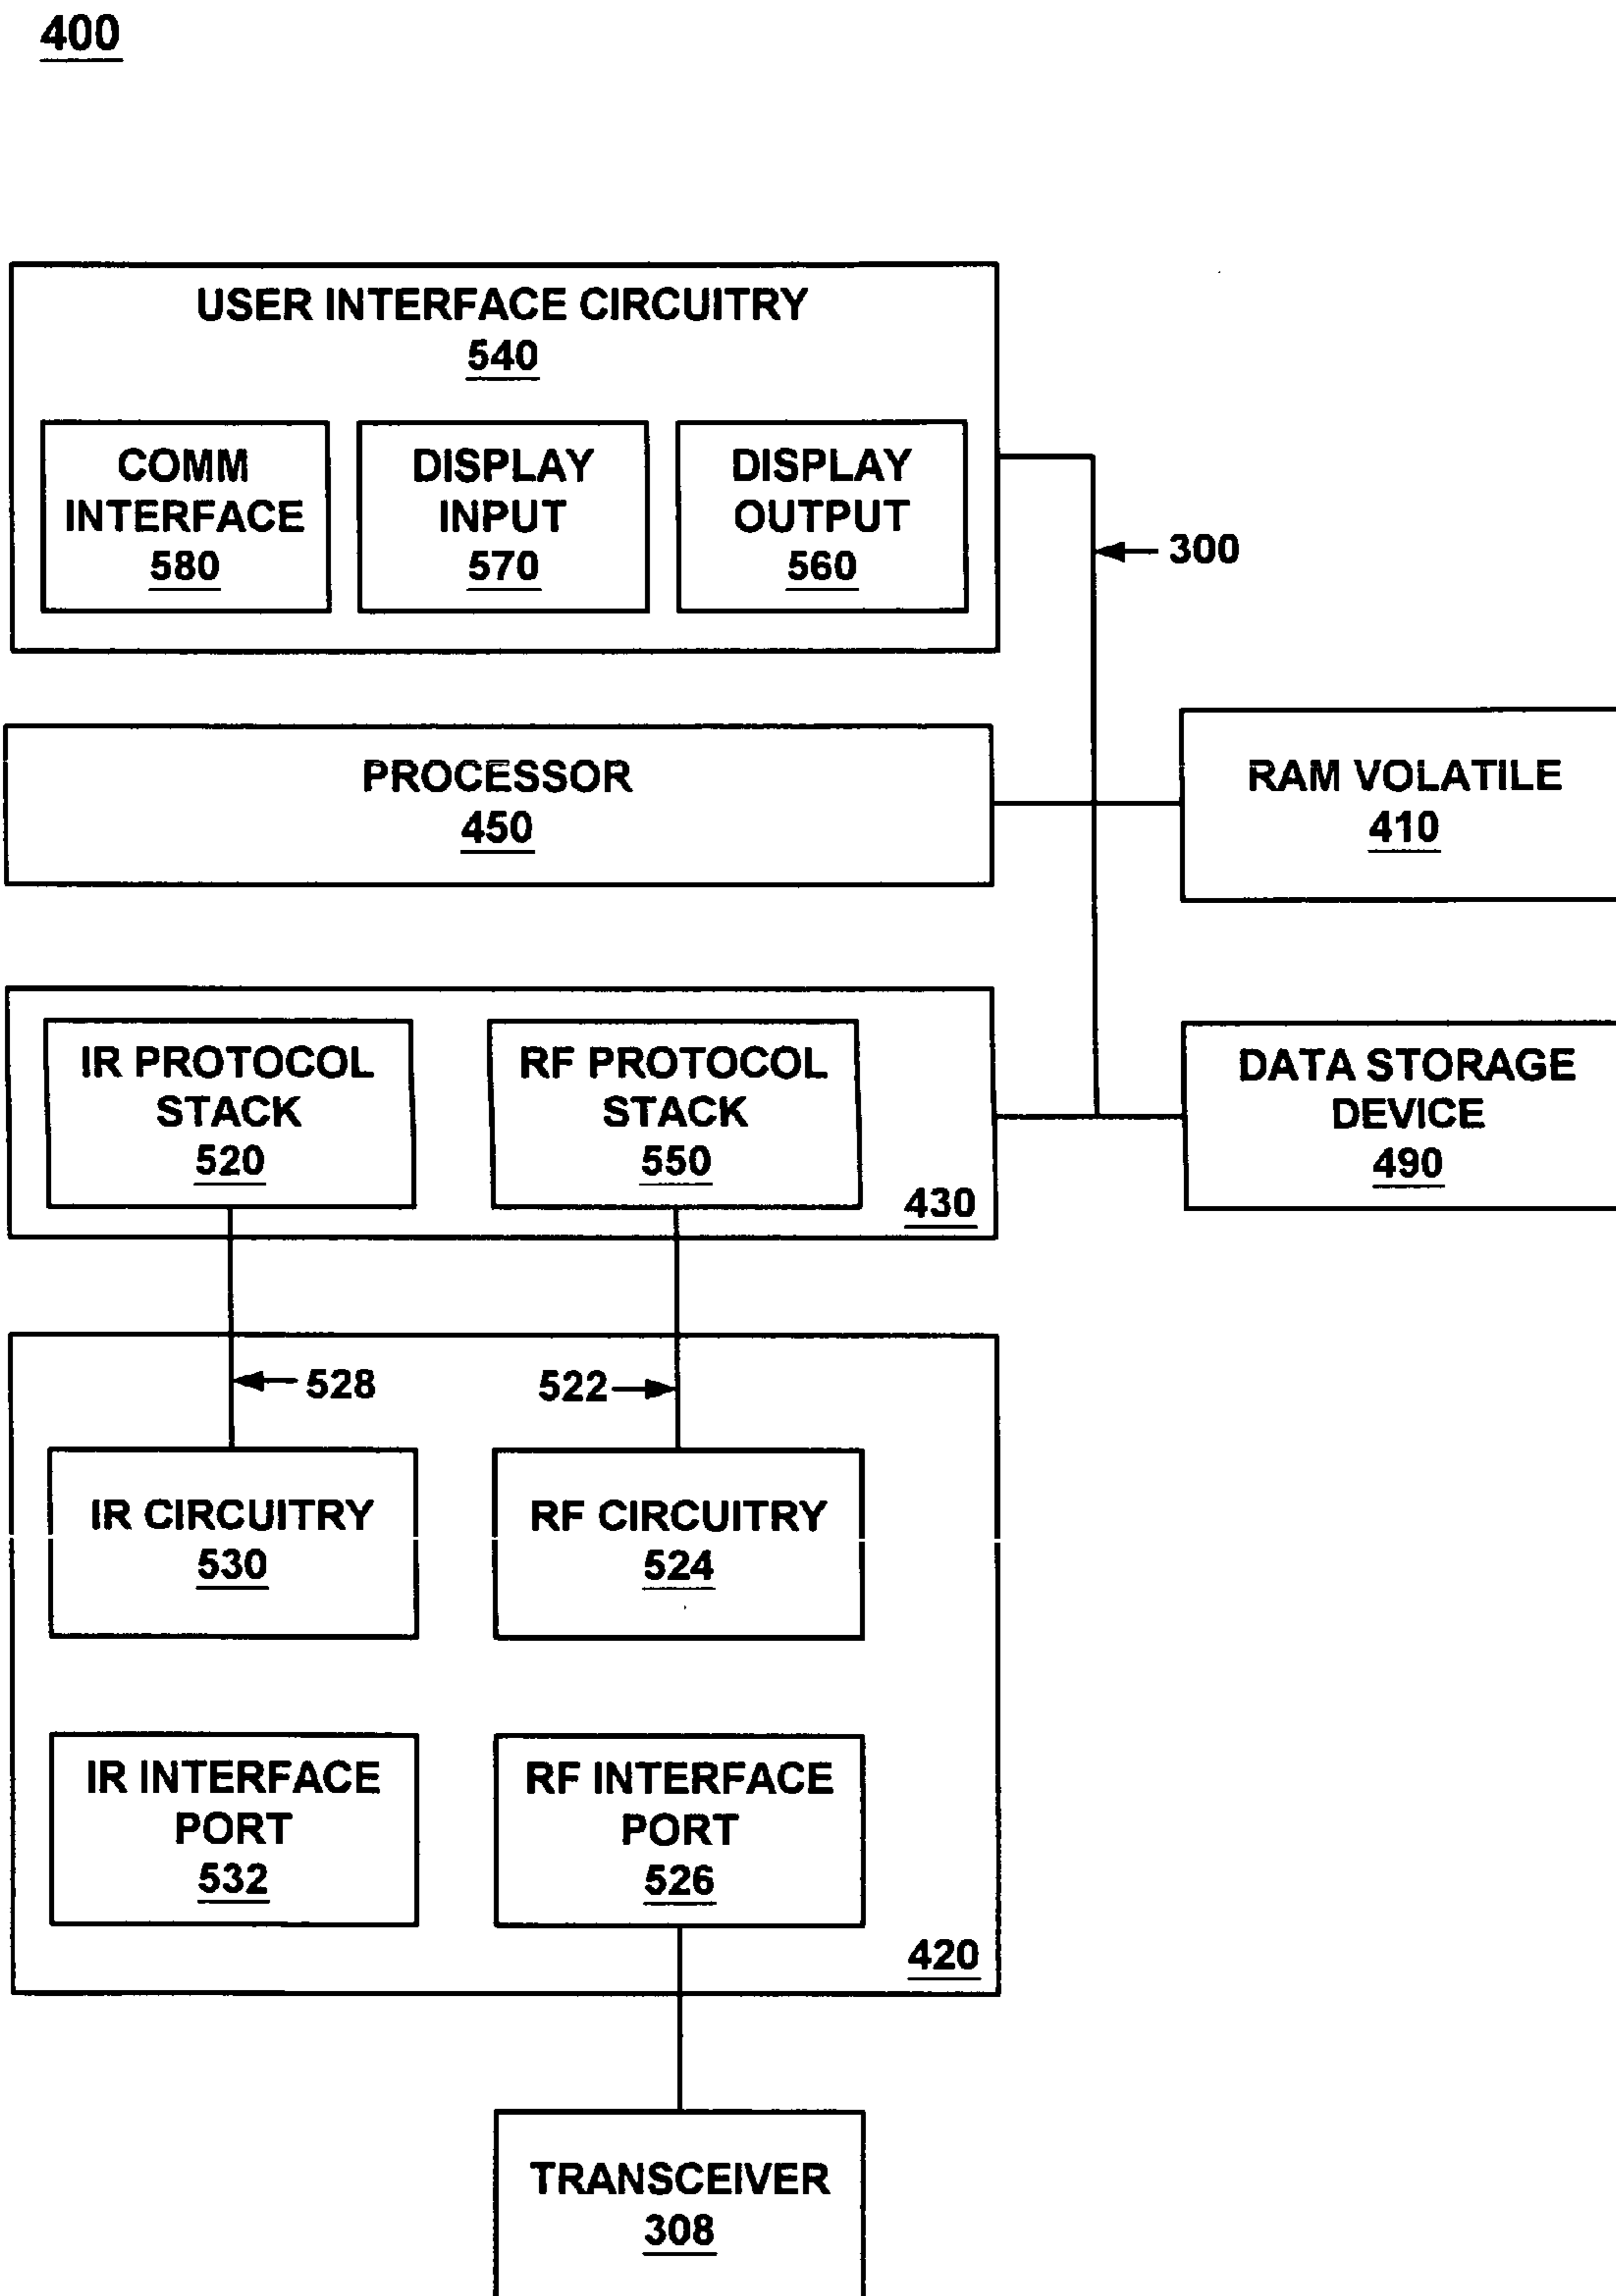 400
USER INTERFACE CIRCUITRY
540
COMM
INTERFACE
580
DISPLAY
INPUT
570
DISPLAY
OUTPUT
560
300
PROCESSOR
450
RAM VOLATILE
410
IR PROTOCOL
STACK
520
RF PROTOCOL
STACK
550
430
DATA STORAGE
DEVICE
490
528
522
IR CIRCUITRY
530
RF CIRCUITRY
524
IR INTERFACE
PORT
532
RF INTERFACE
PORT
526
420
TRANSCEIVER
308